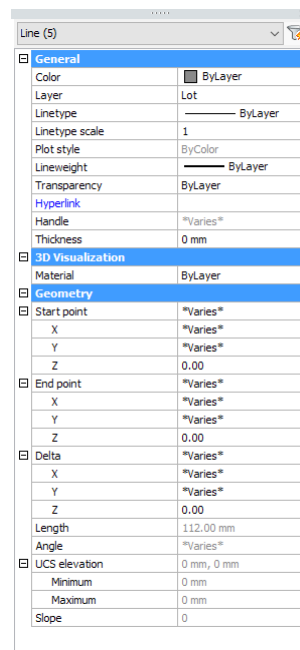 Line (5)
General
Color ByLayer
Layer Lot
Linetype ByLayer
Linetype scale 1
Plot style ByColor
Lineweight ByLayer
Transparency ByLayer
Hyperlink
Handle *Varies*
Thickness 0 mm
3D Visualization
Material ByLayer
Geometry
Start point *Varies*
X *Varies*
Y *Varies*
Z 0.00
End point *Varies*
X *Varies*
Y *Varies*
Z 0.00
Delta *Varies*
X *Varies*
Y *Varies*
Z 0.00
Length 112.00 mm
Angle *Varies*
UCS elevation 0 mm, 0 mm
Minimum 0 mm
Maximum 0 mm
Slope 0